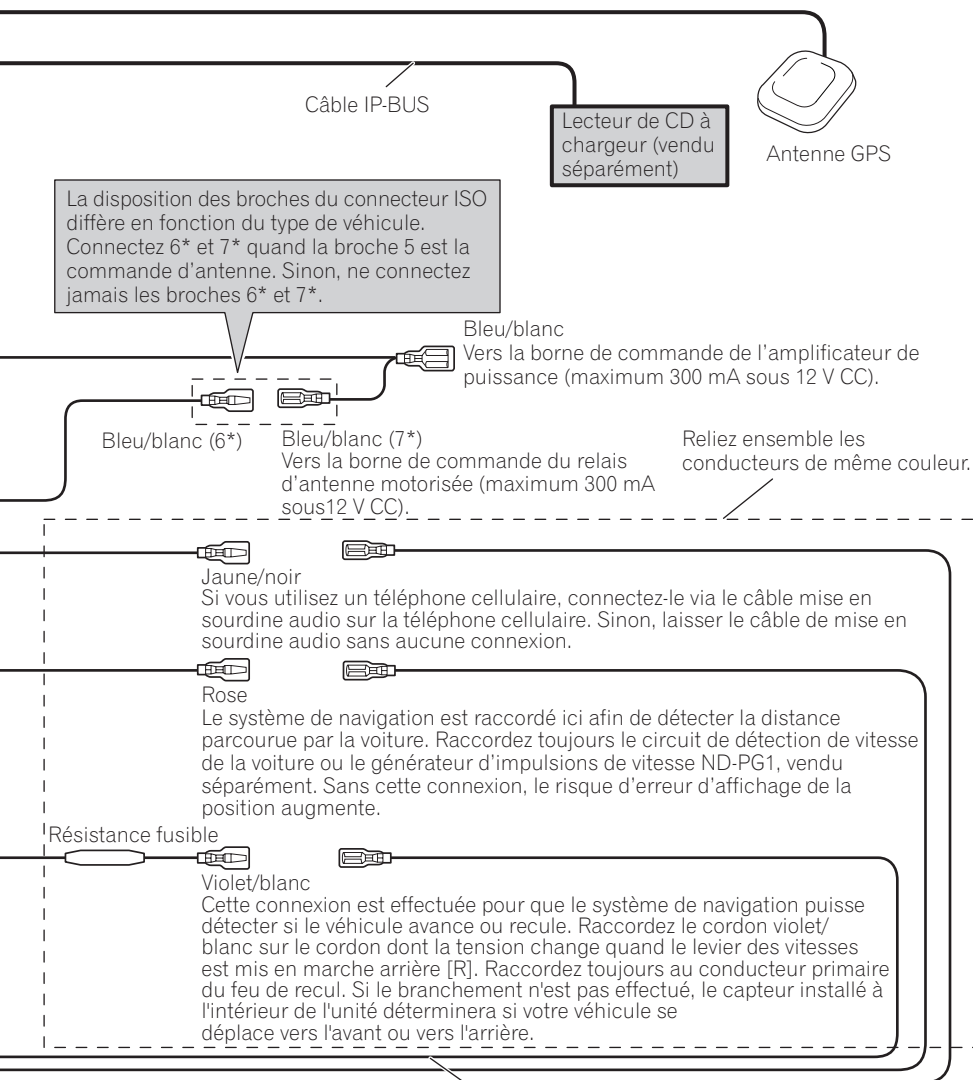 Câble IP-BUS
Lecteur de CD à
chargeur (vendu
séparément)
Antenne GPS
La disposition des broches du connecteur ISO
diffère en fonction du type de véhicule.
Connectez 6* et 7* quand la broche 5 est la
commande d'antenne. Sinon, ne connectez
jamais les broches 6* et 7*.
Bleu/blanc
Vers la borne de commande de l'amplificateur de
puissance (maximum 300 mA sous 12 V CC).
Bleu/blanc (6*)
Bleu/blanc (7*)
Vers la borne de commande du relais
d'antenne motorisée (maximum 300 mA
sous12 V CC).
Reliez ensemble les
conducteurs de même couleur.
Jaune/noir
Si vous utilisez un téléphone cellulaire, connectez-le via le câble mise en
sourdine audio sur la téléphone cellulaire. Sinon, laisser le câble de mise en
sourdine audio sans aucune connexion.
Rose
Le système de navigation est raccordé ici afin de détecter la distance
parcourue par la voiture. Raccordez toujours le circuit de détection de vitesse
de la voiture ou le générateur d'impulsions de vitesse ND-PG1, vendu
séparément. Sans cette connexion, le risque d'erreur d'affichage de la
position augmente.
Résistance fusible
Violet/blanc
Cette connexion est effectuée pour que le système de navigation puisse
détecter si le véhicule avance ou recule. Raccordez le cordon violet/
blanc sur le cordon dont la tension change quand le levier des vitesses
est mis en marche arrière [R]. Raccordez toujours au conducteur primaire
du feu de recul. Si le branchement n'est pas effectué, le capteur installé à
l'intérieur de l'unité déterminera si votre véhicule se
déplace vers l'avant ou vers l'arrière.